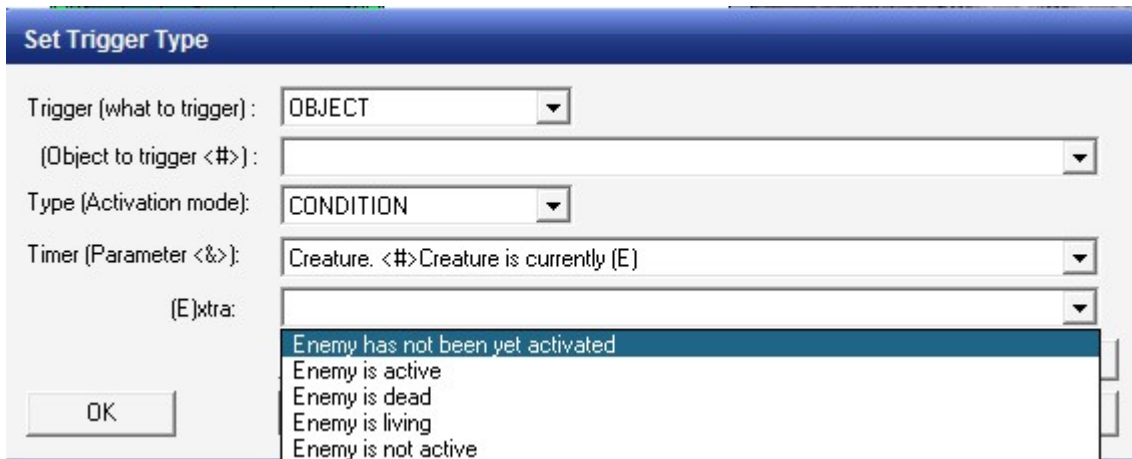 Set Trigger Type
Trigger (what to trigger) : OBJECT
(Object to trigger <#>) :
Type (Activation mode): CONDITION
Timer (Parameter <&>): Creature. <#>Creature is currently (E)
(E)xtra:
Enemy has not been yet activated
Enemy is active
Enemy is dead
OK
Enemy is living
Enemy is not active